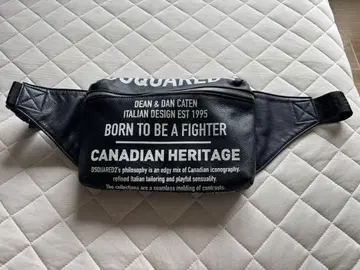 DSQUARED2
DEAN & DAN CATEN
ITALIAN DESIGN EST 1995
BORN TO BE A FIGHTER
CANADIAN HERITAGE
DSQUARED2's philosophy is an edgy mix of Canadian iconography,
refined Italian tailoring and playful sensuality.
The collections are a seamless melding of contrasts.